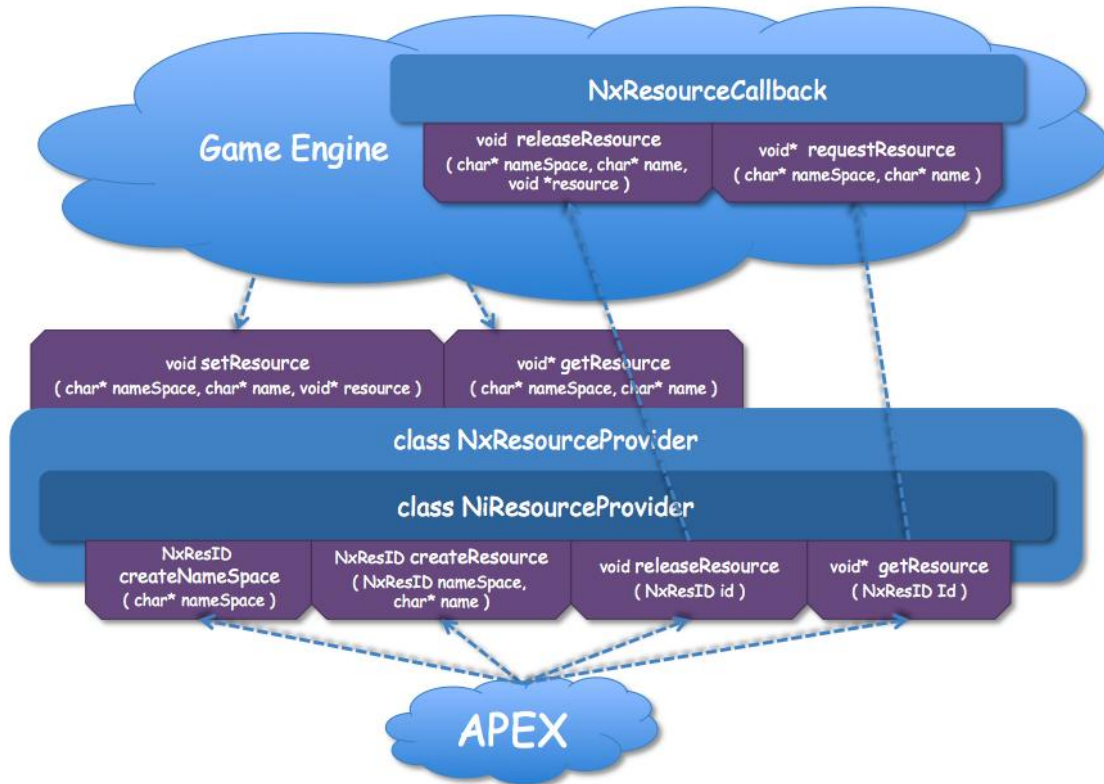 NxResourceCallback
Game Engine
void releaseResource
( char* nameSpace, char* name,
void *resource )
void* requestResource
( char* nameSpace, char* name )
void setResource
( char* nameSpace, char* name, void* resource )
void* getResource
( char* nameSpace, char* name )
class NxResourceProvider
class NiResourceProvider
NxResID
createNameSpace
( char* nameSpace )
NxResID createResource
( NxResID nameSpace,
char* name )
void releaseResource
( NxResID id )
void* getResource
( NxResID Id )
APEX